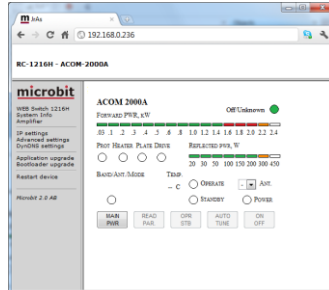 JrAs
192.168.0.236
RC-1216H - ACOM-2000A
microbit
WEB Switch 1216H
System Info
Amplifier
IP settings
Advanced settings
DynDNS settings
Application upgrade
Bootloader upgrade
Restart device
Microbit 2.0 AB
ACOM 2000A
Off/Unknown
FORWARD PWR, KW
.03 .1 .2 .3 .4 .5 .6 .8 1.0 1.2 1.4 1.6 1.8 2.0 2.2 2.4
PROT HEATER PLATE DRIVE
REFLECTED PWR, W
20 30 50 100 150 200 300 450
BAND/ANT./MODE
TEMP.
-- C
OPERATE
-
ANT.
STANDBY
POWER
MAIN PWR
READ PAR.
OPR STB
AUTO TUNE
ON OFF